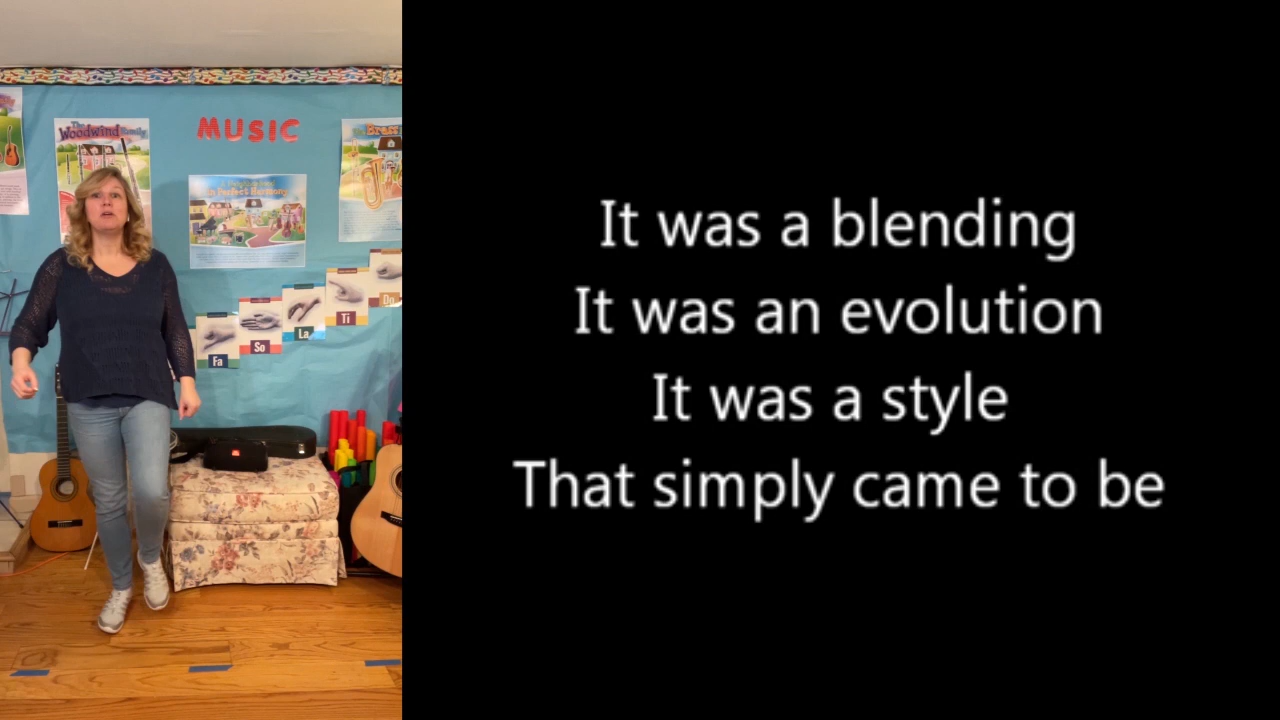 MUSIC
The
Woodwind Family
Brass
In Perfect Harmony
Do
Ti
La
So
Fa
It was a blending
It was an evolution
It was a style
That simply came to be